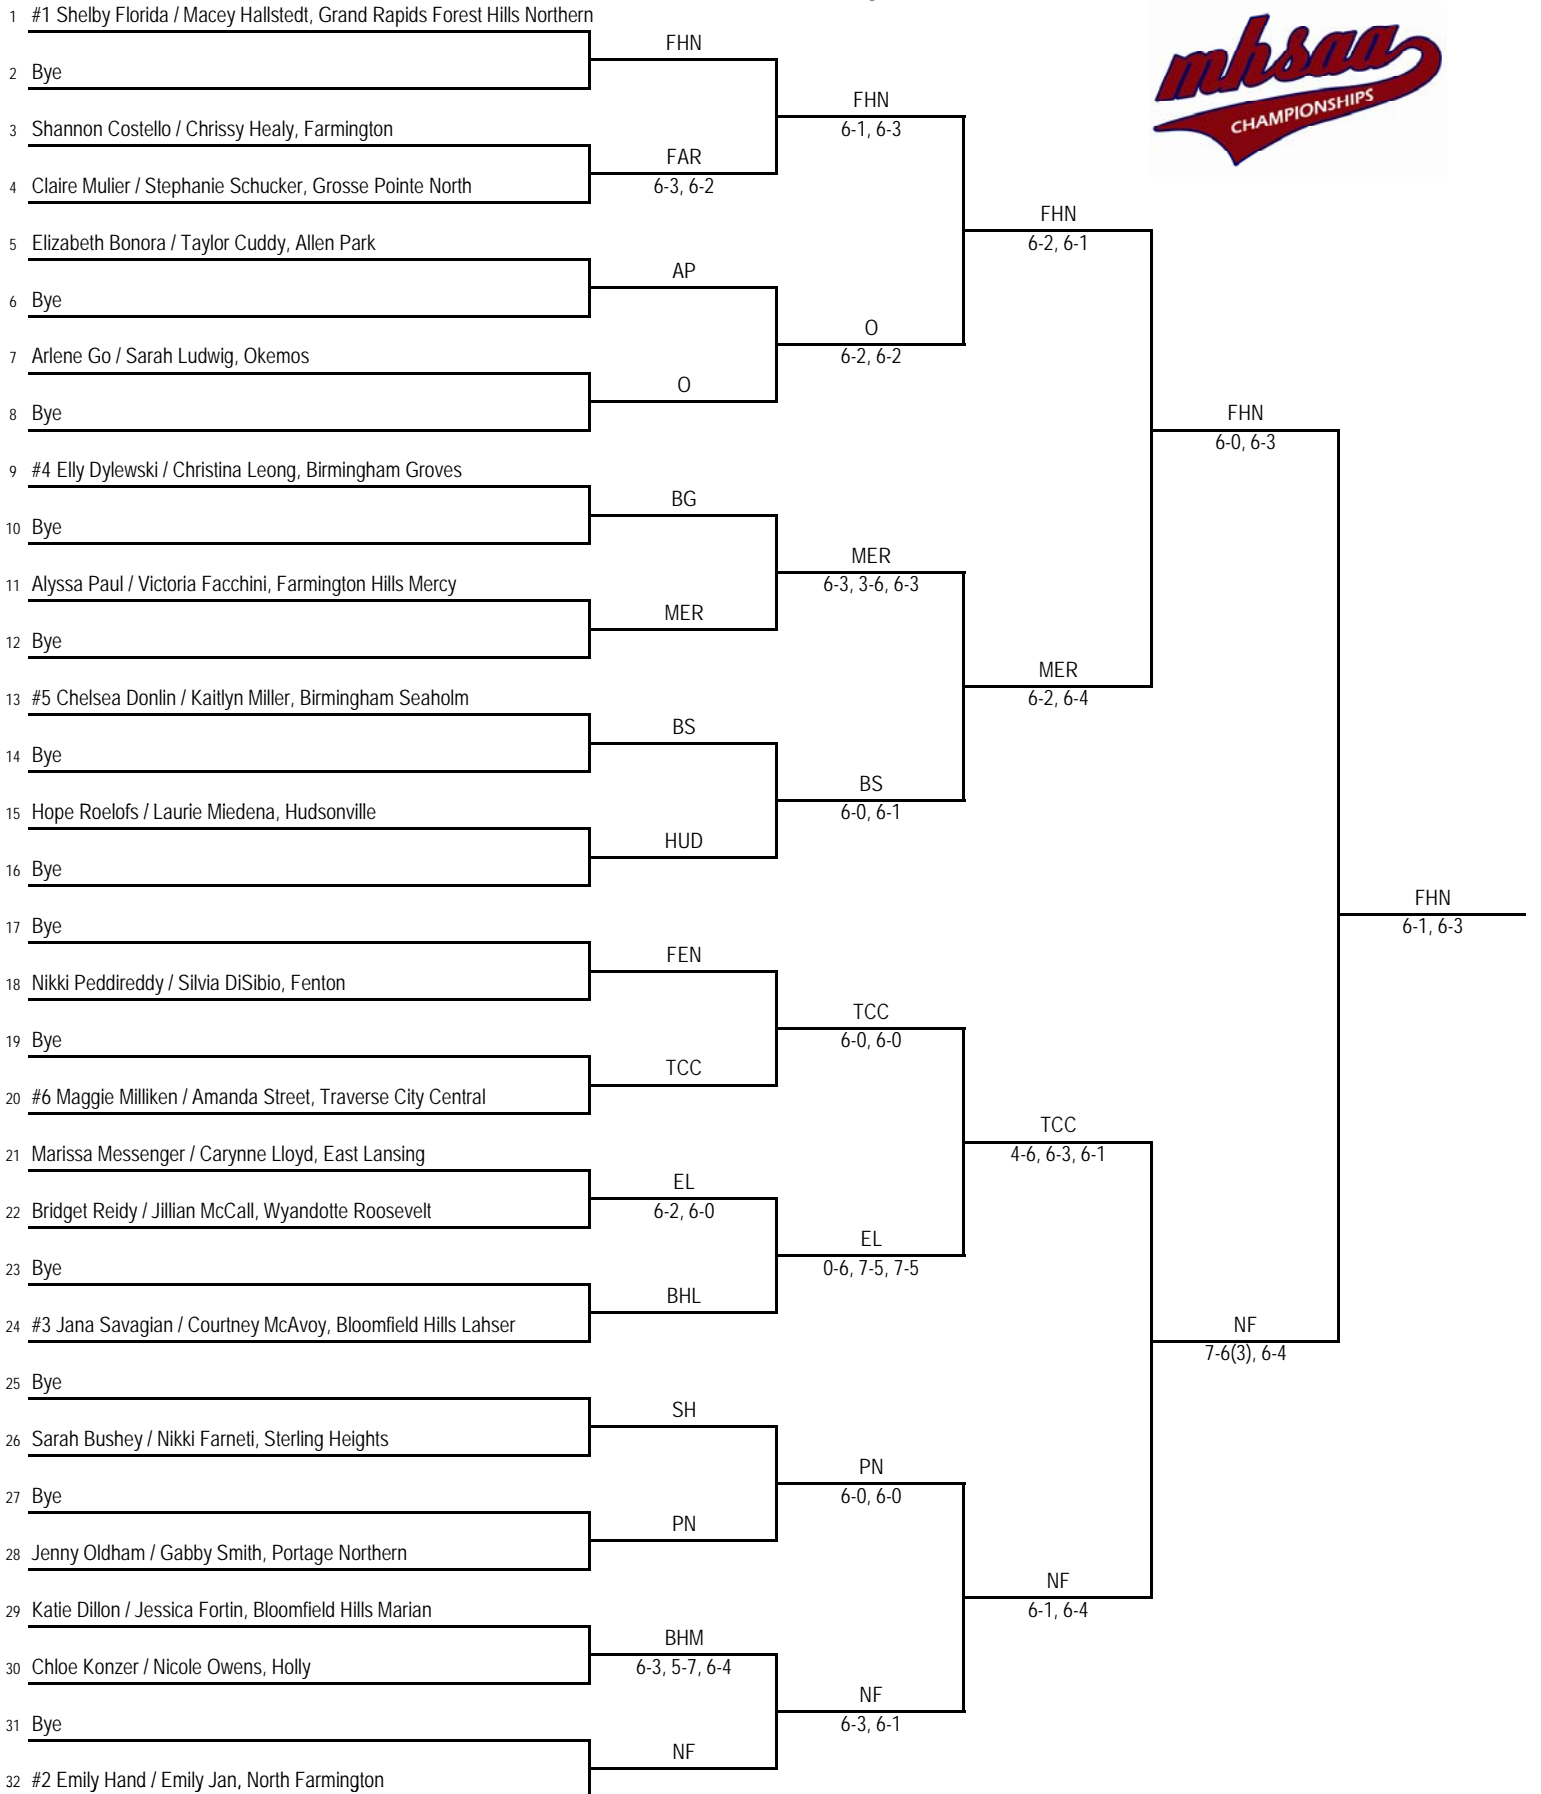 1 #1 Shelby Florida / Macey Hallstedt, Grand Rapids Forest Hills Northern
FHN
2 Bye
FHN
6-1, 6-3
3 Shannon Costello / Chrissy Healy, Farmington
FAR
6-3, 6-2
4 Claire Mulier / Stephanie Schucker, Grosse Pointe North
FHN
6-2, 6-1
5 Elizabeth Bonora / Taylor Cuddy, Allen Park
AP
6 Bye
O
6-2, 6-2
7 Arlene Go / Sarah Ludwig, Okemos
O
8 Bye
FHN
6-0, 6-3
9 #4 Elly Dylewski / Christina Leong, Birmingham Groves
BG
10 Bye
MER
6-3, 3-6, 6-3
11 Alyssa Paul / Victoria Facchini, Farmington Hills Mercy
MER
12 Bye
MER
6-2, 6-4
13 #5 Chelsea Donlin / Kaitlyn Miller, Birmingham Seaholm
BS
14 Bye
BS
6-0, 6-1
15 Hope Roelofs / Laurie Miedena, Hudsonville
HUD
16 Bye
FHN
6-1, 6-3
17 Bye
FEN
18 Nikki Peddireddy / Silvia DiSibio, Fenton
TCC
6-0, 6-0
19 Bye
TCC
20 #6 Maggie Milliken / Amanda Street, Traverse City Central
TCC
4-6, 6-3, 6-1
21 Marissa Messenger / Carynne Lloyd, East Lansing
EL
6-2, 6-0
22 Bridget Reidy / Jillian McCall, Wyandotte Roosevelt
EL
0-6, 7-5, 7-5
23 Bye
BHL
24 #3 Jana Savagian / Courtney McAvoy, Bloomfield Hills Lahser
NF
7-6(3), 6-4
25 Bye
SH
26 Sarah Bushey / Nikki Farneti, Sterling Heights
PN
6-0, 6-0
27 Bye
PN
28 Jenny Oldham / Gabby Smith, Portage Northern
NF
6-1, 6-4
29 Katie Dillon / Jessica Fortin, Bloomfield Hills Marian
BHM
6-3, 5-7, 6-4
30 Chloe Konzer / Nicole Owens, Holly
NF
6-3, 6-1
31 Bye
NF
32 #2 Emily Hand / Emily Jan, North Farmington
mhsaa
CHAMPIONSHIPS